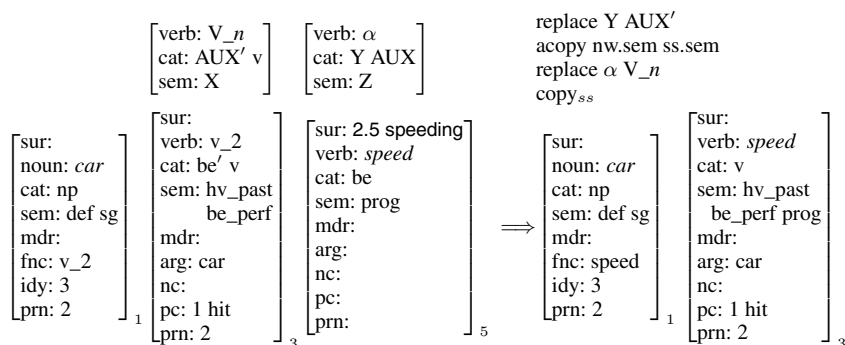 verb: V_n
cat: AUX′ v
sem: X
verb: α
cat: Y AUX
sem: Z
replace Y AUX′
acopy nw.sem ss.sem
replace α V_n
copyss
sur:
noun: car
cat: np
sem: def sg
mdr:
fnc: v_2
idy: 3
prn: 2
1
sur:
verb: v_2
cat: be′ v
sem: hv_past
be_perf
mdr:
arg: car
nc:
pc: 1 hit
prn: 2
3
sur: 2.5 speeding
verb: speed
cat: be
sem: prog
mdr:
arg:
nc:
pc:
prn:
5
⟹
sur:
noun: car
cat: np
sem: def sg
mdr:
fnc: speed
idy: 3
prn: 2
1
sur:
verb: speed
cat: v
sem: hv_past
be_perf prog
mdr:
arg: car
nc:
pc: 1 hit
prn: 2
3